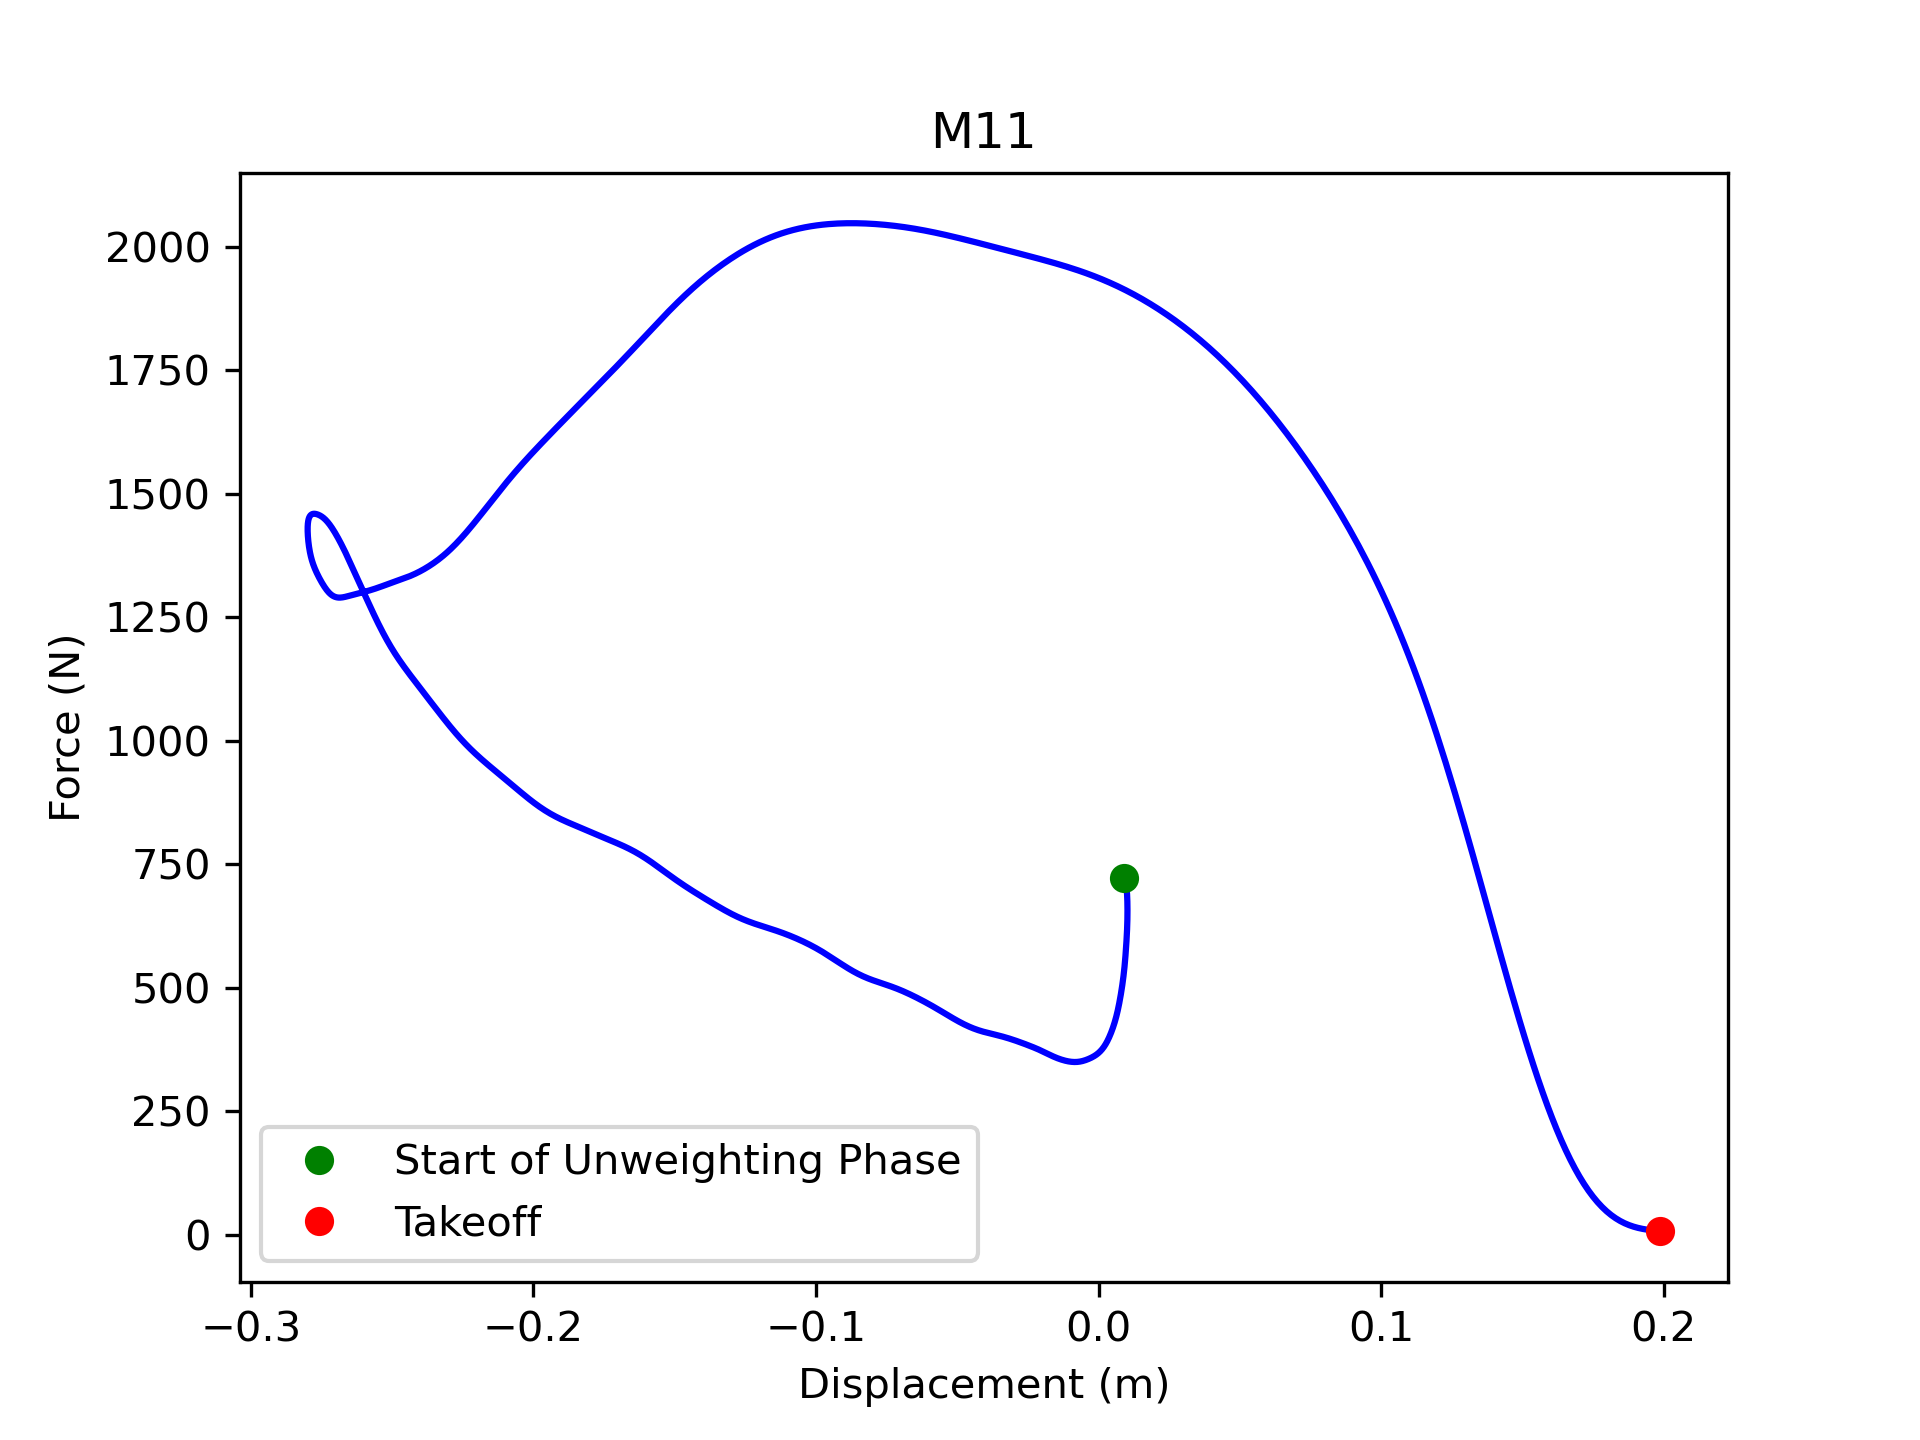 M11
2000
1750
1500
1250
1000
750
500
250
0
Force (N)
Start of Unweighting Phase
Takeoff
−0.3 −0.2 −0.1 0.0 0.1 0.2
Displacement (m)